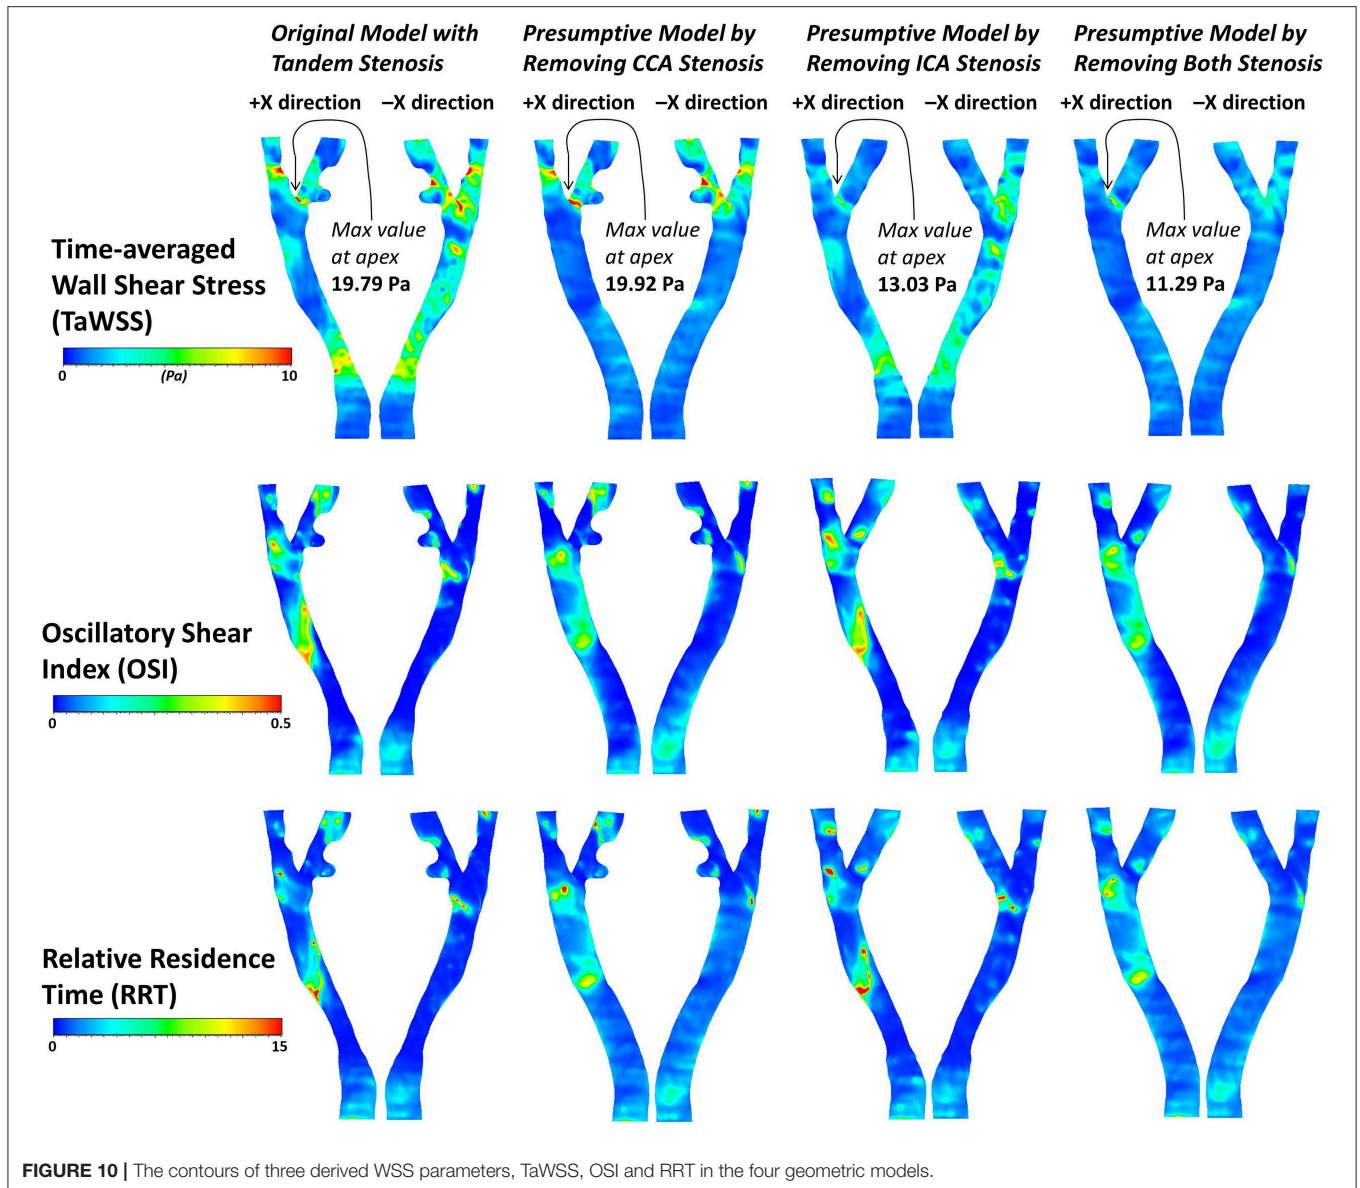 Original Model with
Tandem Stenosis
Presumptive Model by
Removing CCA Stenosis
Presumptive Model by
Removing ICA Stenosis
Presumptive Model by
Removing Both Stenosis
+X direction –X direction
+X direction –X direction
+X direction –X direction
+X direction –X direction
Time-averaged
Wall Shear Stress
(TaWSS)
0 (Pa) 10
Max value
at apex
19.79 Pa
Max value
at apex
19.92 Pa
Max value
at apex
13.03 Pa
Max value
at apex
11.29 Pa
Oscillatory Shear
Index (OSI)
0 0.5
Relative Residence
Time (RRT)
0 15
FIGURE 10 | The contours of three derived WSS parameters, TaWSS, OSI and RRT in the four geometric models.